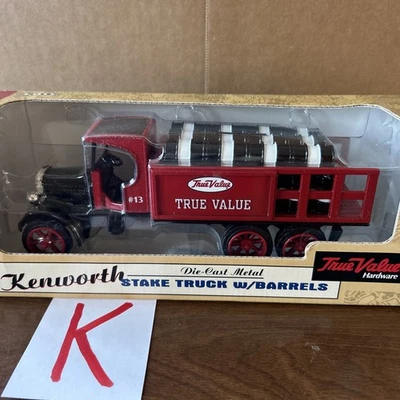 True Value
#13
TRUE VALUE
Kenworth
Die-Cast Metal
STAKE TRUCK W/BARRELS
True Value
Hardware
K